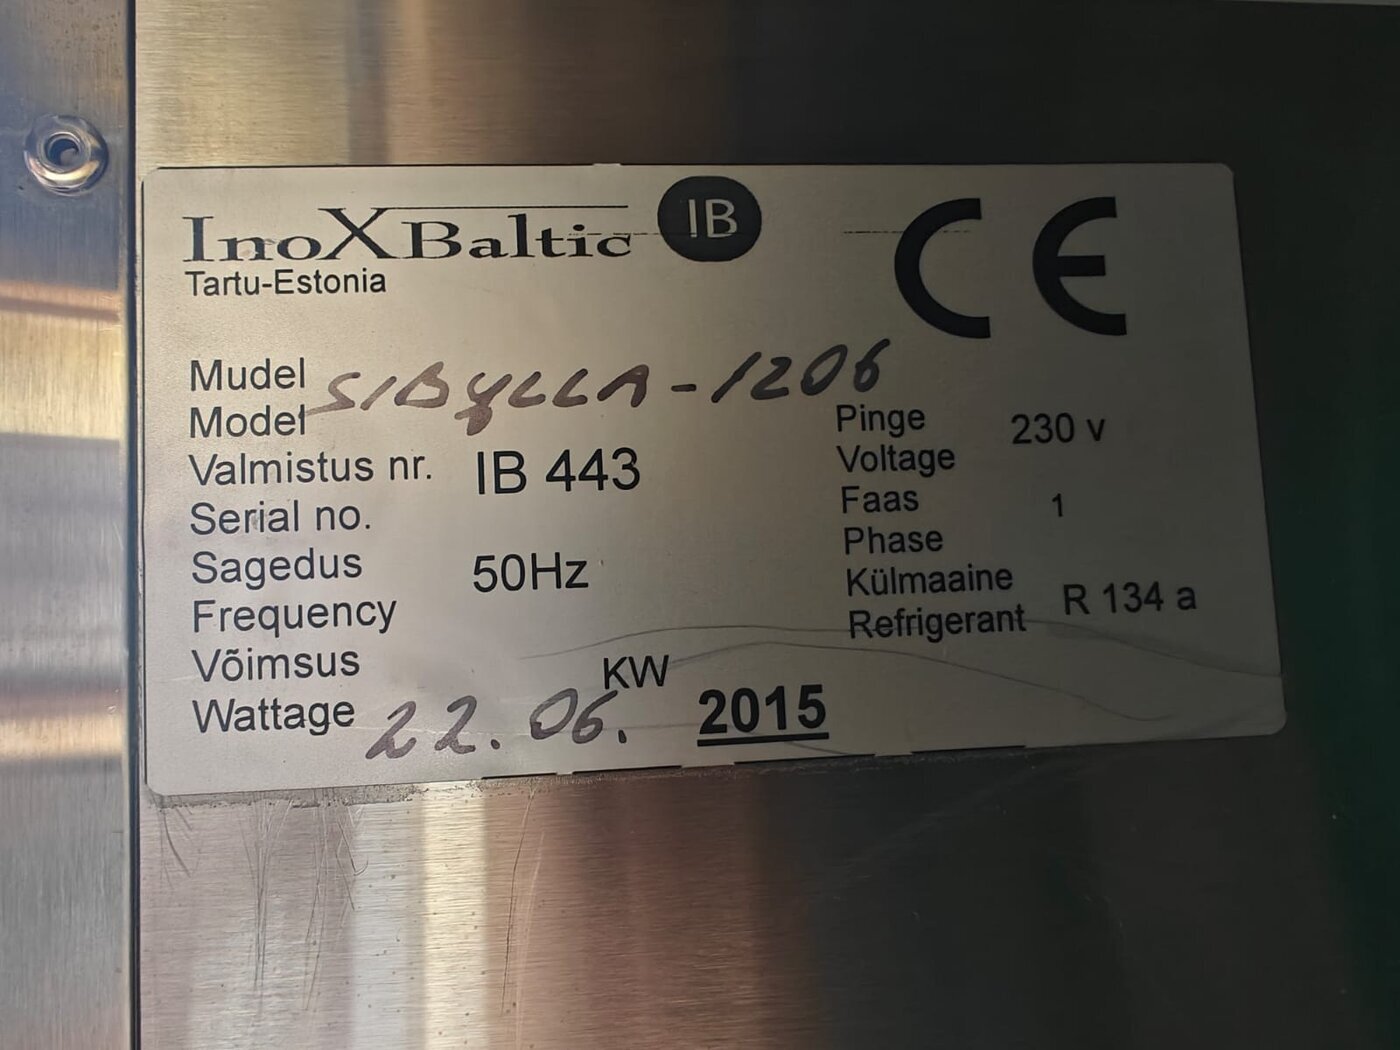 InoXBaltic IB CE
Tartu-Estonia
Mudel SIBYLLA-1206
Model
Valmistus nr. IB 443
Serial no.
Sagedus 50Hz
Frequency
Võimsus KW
Wattage 22.06. 2015
Pinge 230 v
Voltage
Faas 1
Phase
Külmaaine R 134 a
Refrigerant